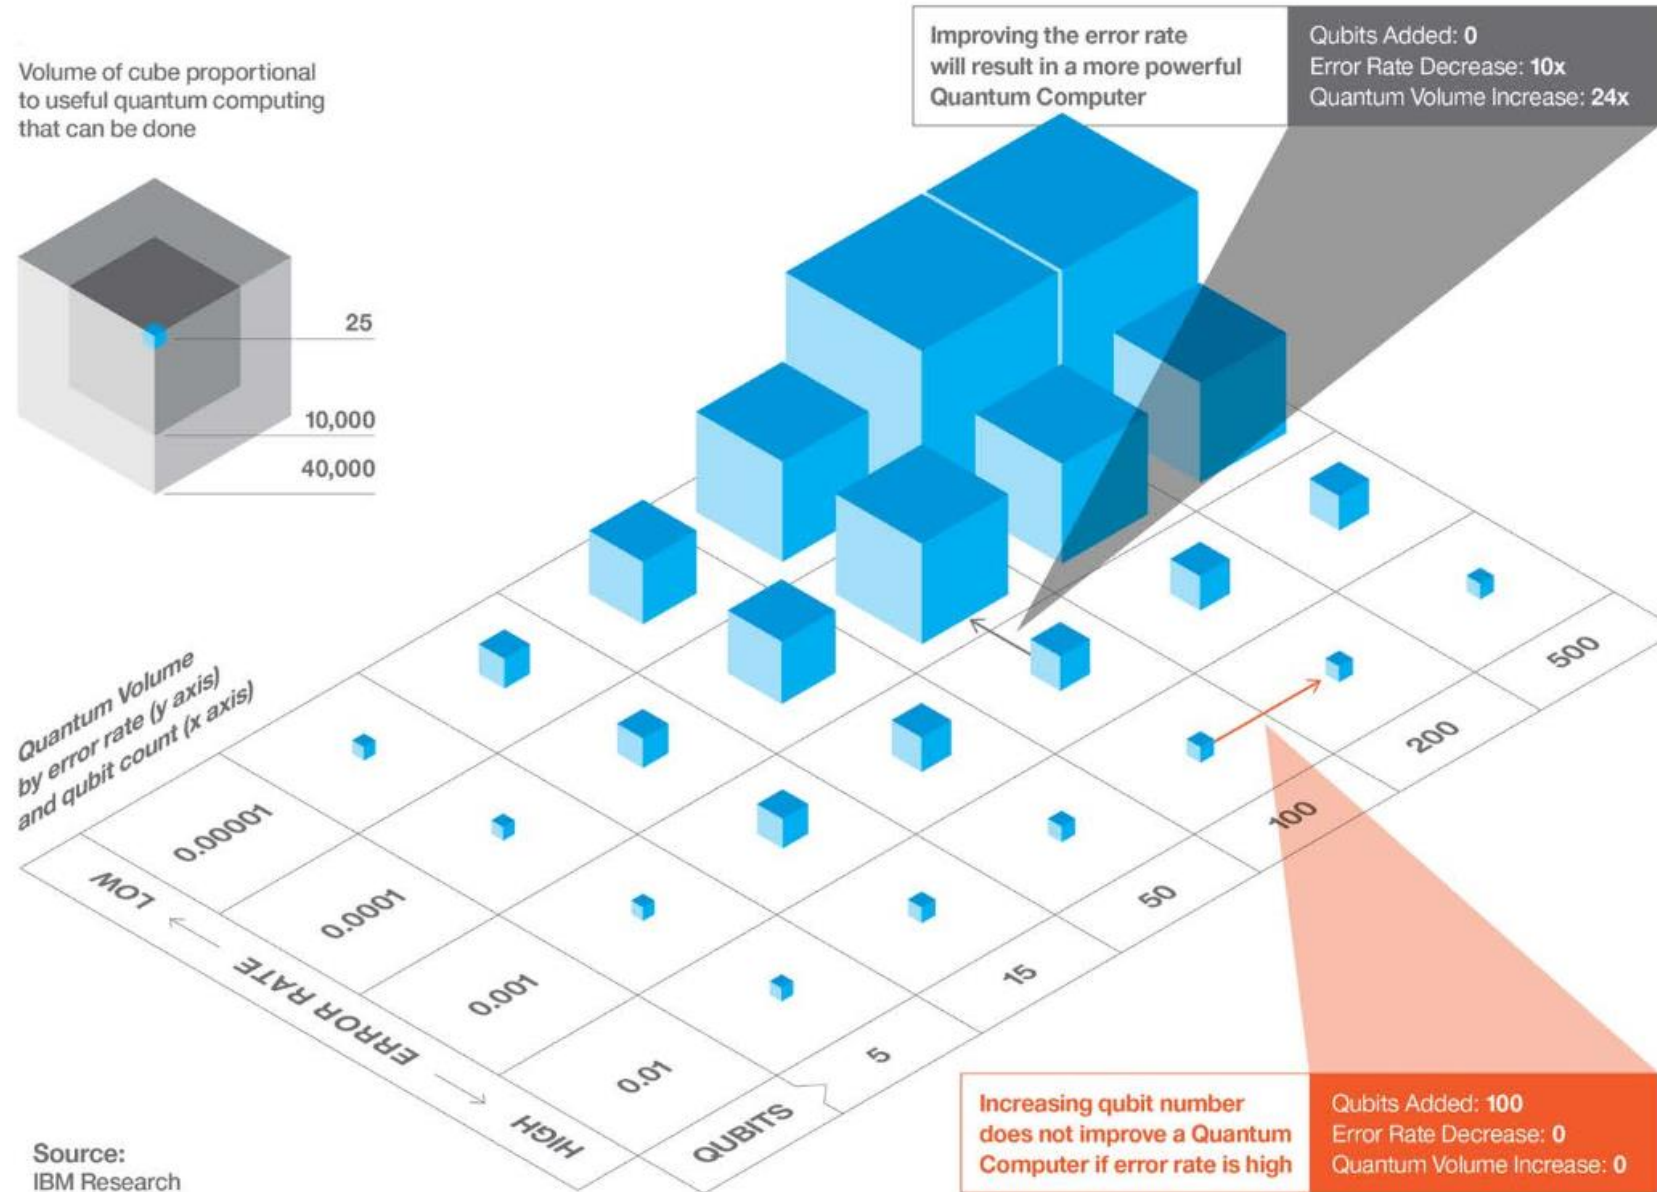 Volume of cube proportional
to useful quantum computing
that can be done
25
10,000
40,000
Improving the error rate
will result in a more powerful
Quantum Computer
Qubits Added: 0
Error Rate Decrease: 10x
Quantum Volume Increase: 24x
Quantum Volume
by error rate (y axis)
and qubit count (x axis)
0.00001
0.0001
0.001
0.01
LOW
ERROR RATE
HIGH
QUBITS
5
15
50
100
200
500
Increasing qubit number
does not improve a Quantum
Computer if error rate is high
Qubits Added: 100
Error Rate Decrease: 0
Quantum Volume Increase: 0
Source:
IBM Research